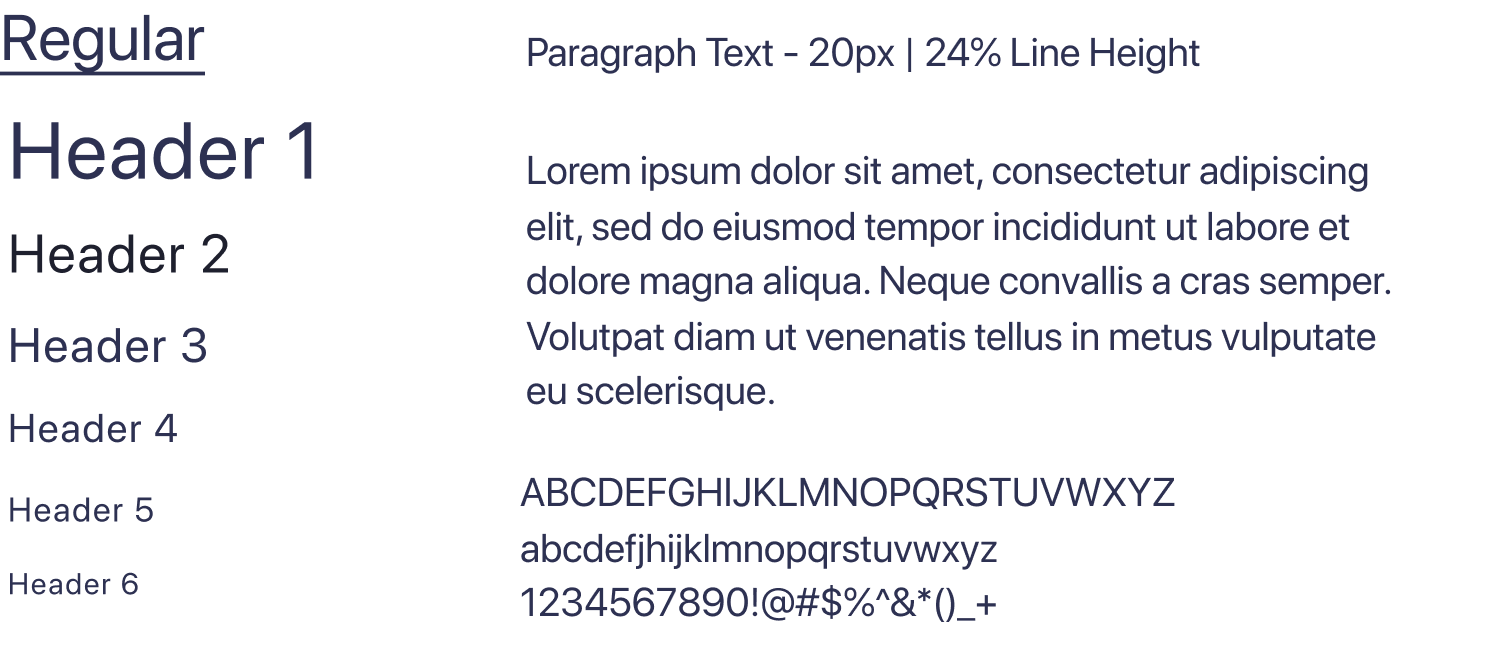 Regular
Header 1
Header 2
Header 3
Header 4
Header 5
Header 6
Paragraph Text - 20px | 24% Line Height
Lorem ipsum dolor sit amet, consectetur adipiscing
elit, sed do eiusmod tempor incididunt ut labore et
dolore magna aliqua. Neque convallis a cras semper.
Volutpat diam ut venenatis tellus in metus vulputate
eu scelerisque.
ABCDEFGHIJKLMNOPQRSTUVWXYZ
abcdefjhijklmnopqrstuvwxyz
1234567890!@#$%^&*()_+